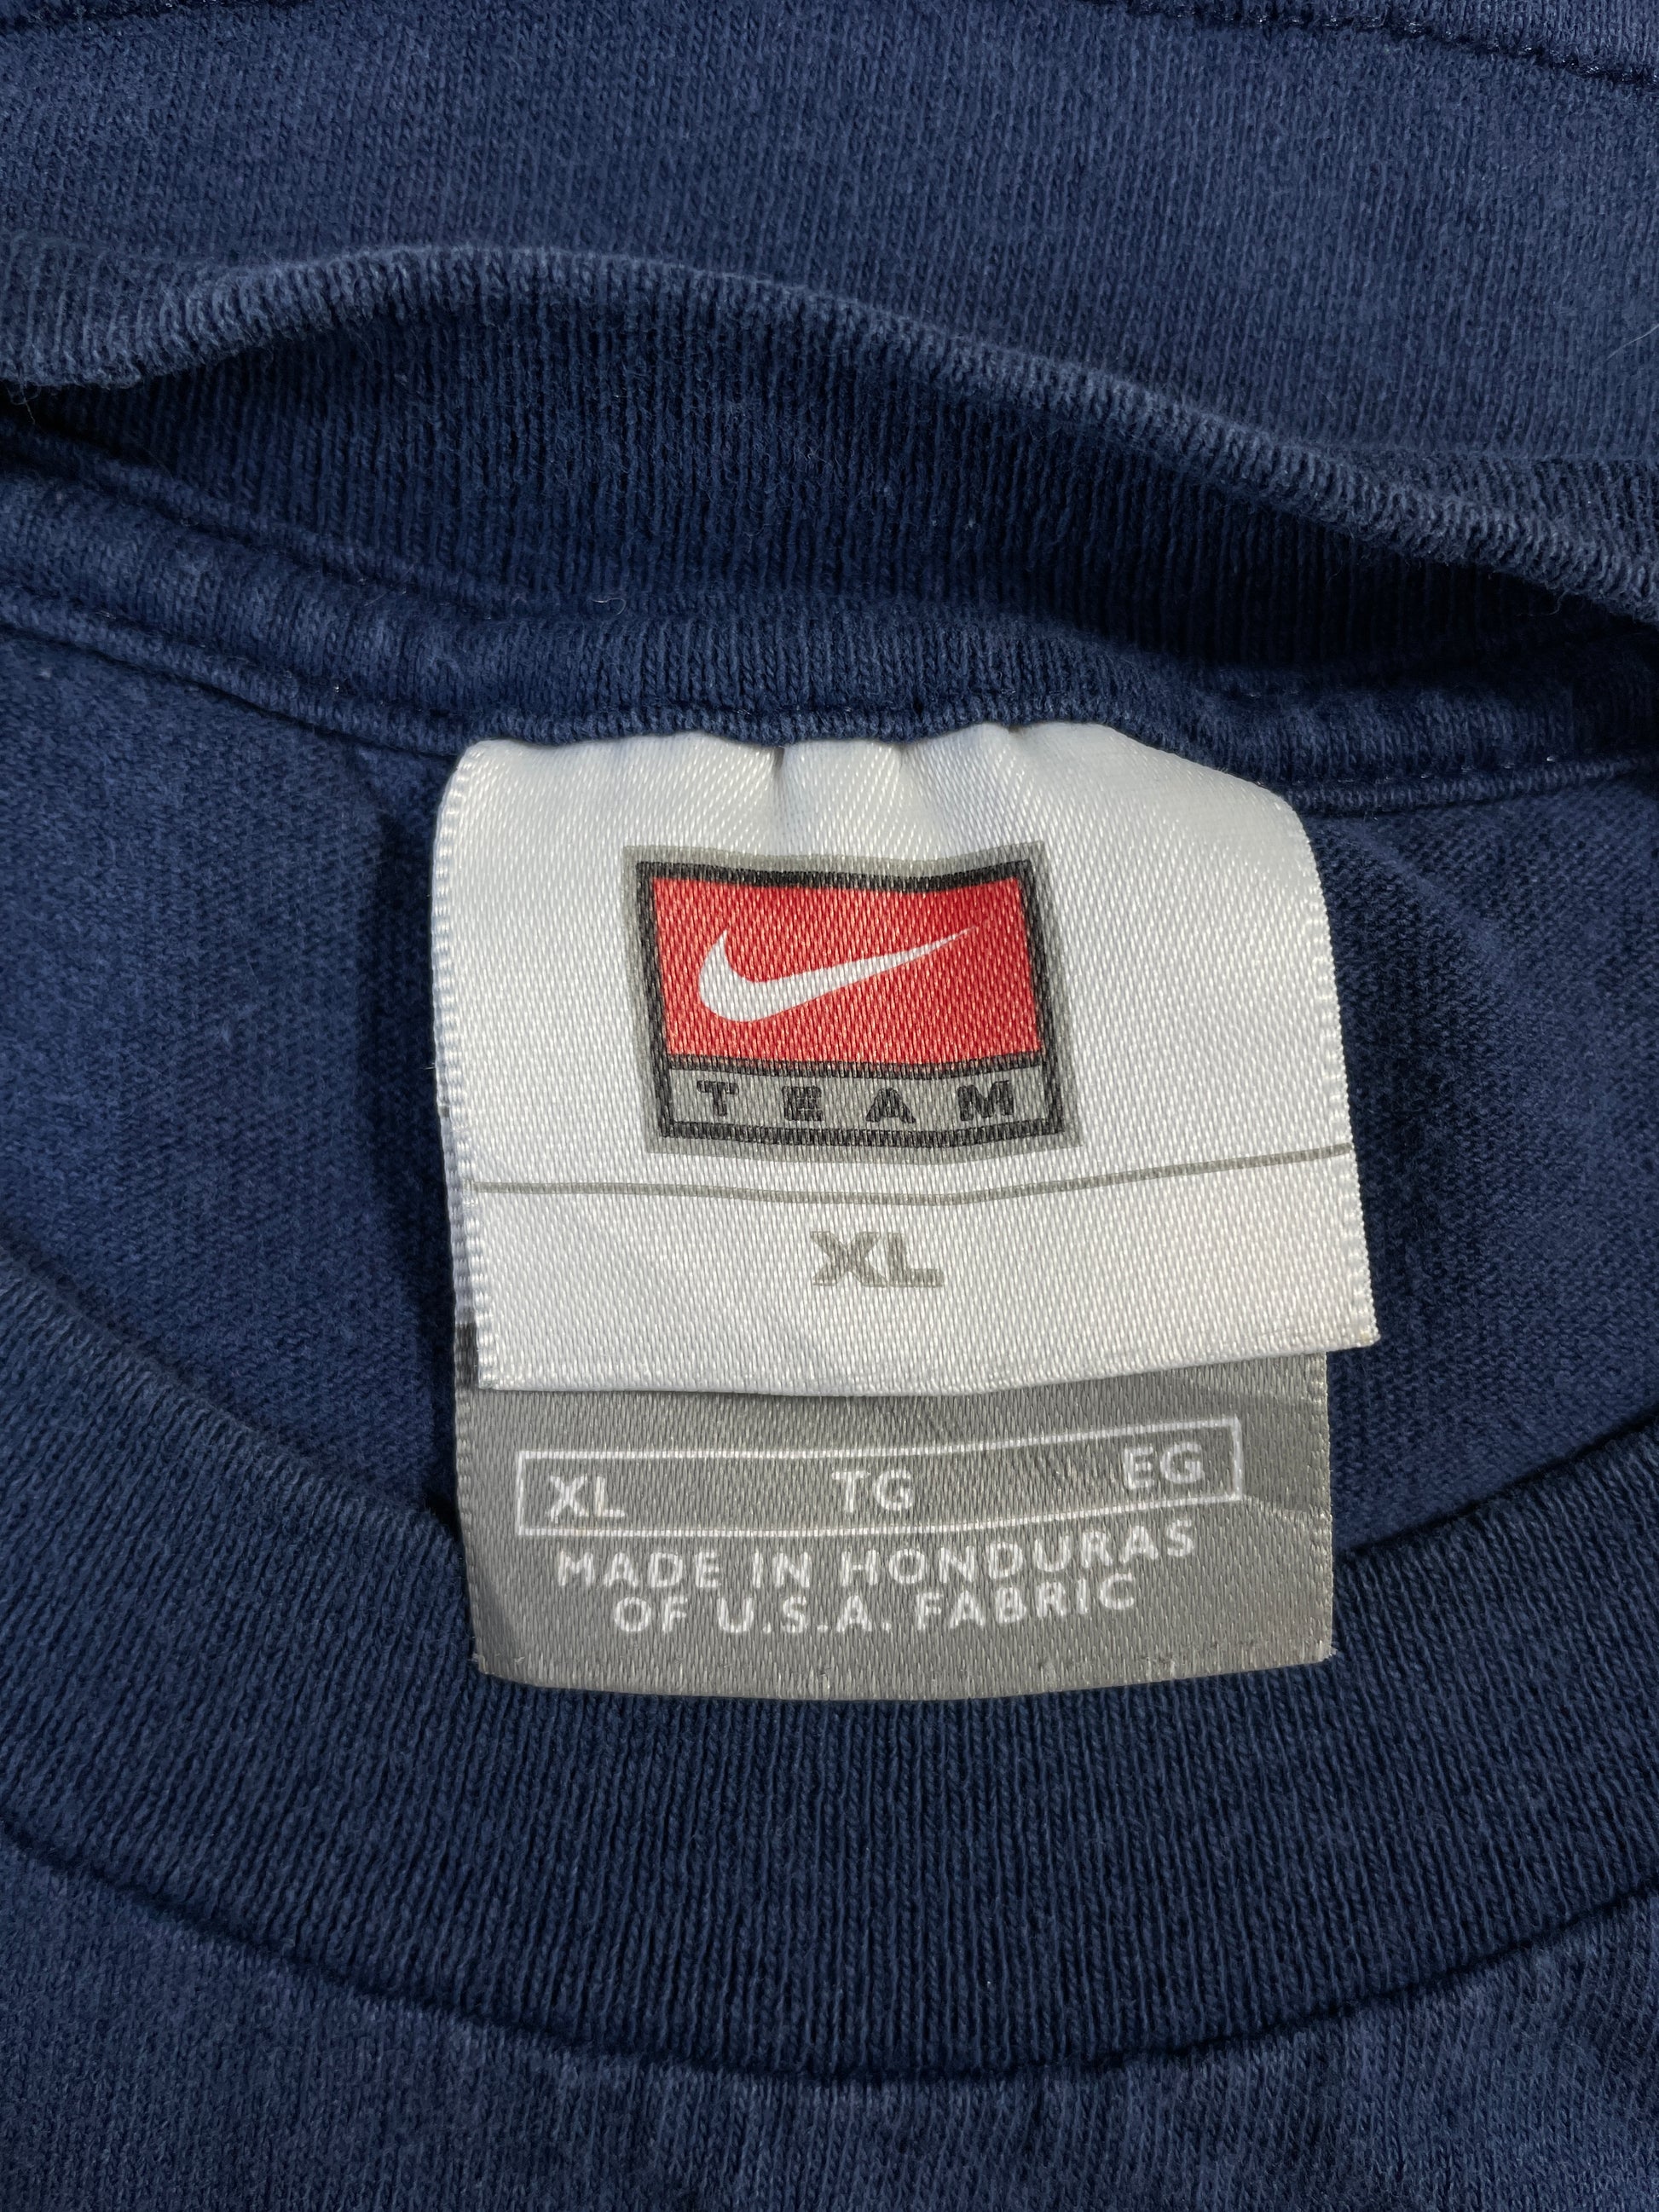 TEAM
XL
XL TG EG
MADE IN HONDURAS
OF U.S.A. FABRIC